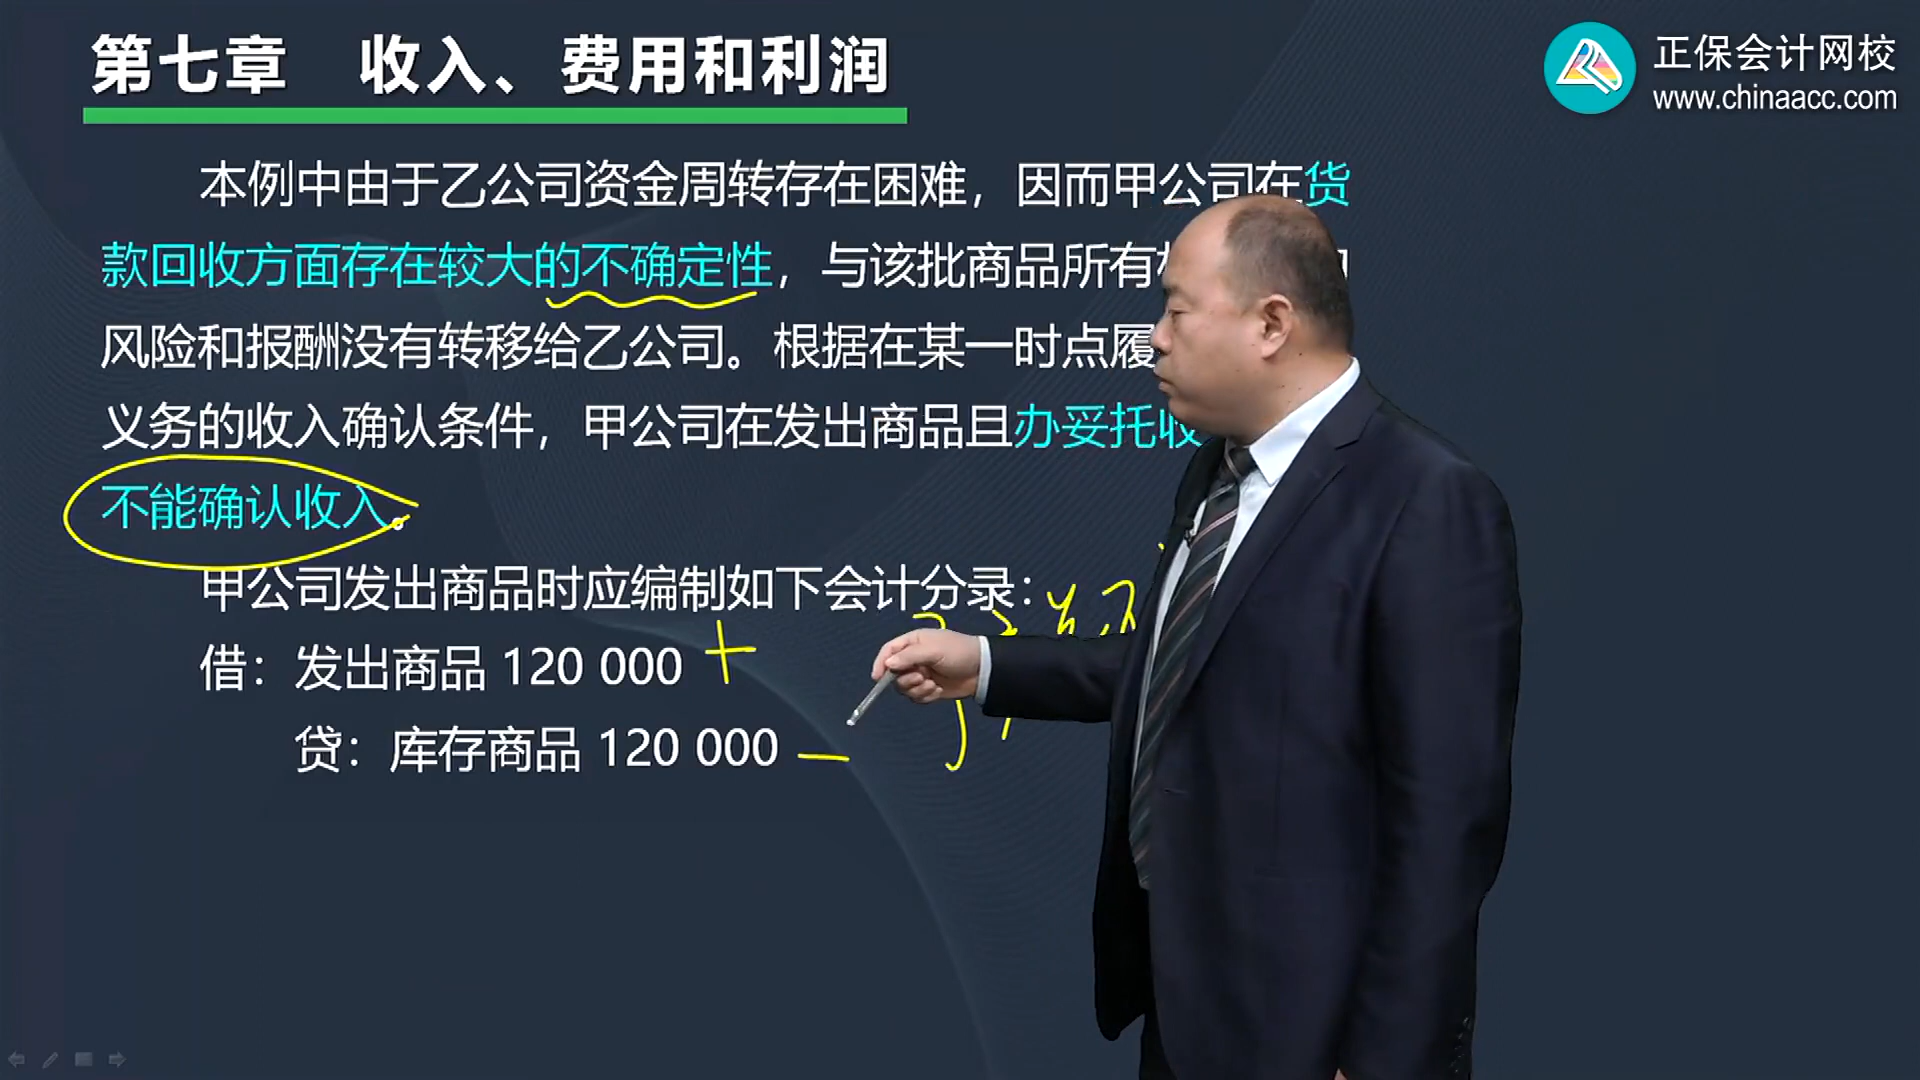 第七章 收入、费用和利润
正保会计网校
www.chinaacc.com
本例中由于乙公司资金周转存在困难，因而甲公司在货
款回收方面存在较大的不确定性，与该批商品所有
风险和报酬没有转移给乙公司。根据在某一时点履
义务的收入确认条件，甲公司在发出商品且办妥托收
不能确认收入。
甲公司发出商品时应编制如下会计分录：
借：发出商品 120 000 +
贷：库存商品 120 000 —